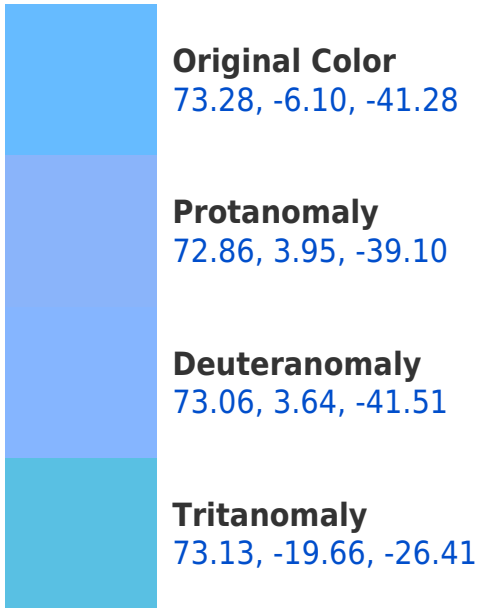 Original Color
73.28, -6.10, -41.28
Protanomaly
72.86, 3.95, -39.10
Deuteranomaly
73.06, 3.64, -41.51
Tritanomaly
73.13, -19.66, -26.41